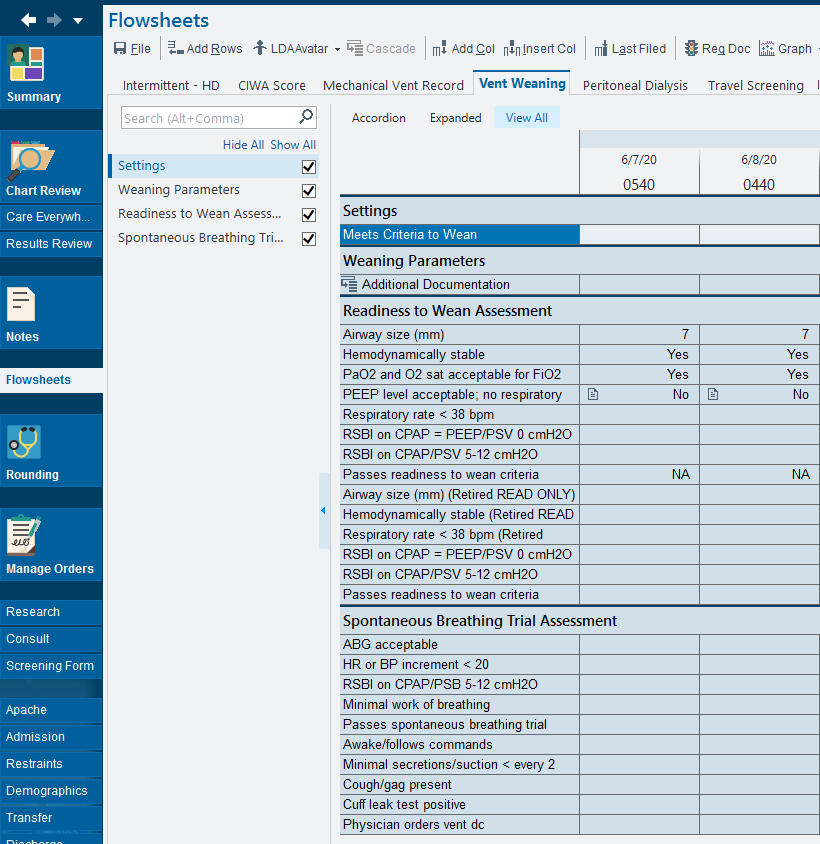 Flowsheets
File
Add Rows
LDAAvatar
Cascade
Add Col
Insert Col
Last Filed
Reg Doc
Graph
Intermittent - HD
CIWA Score
Mechanical Vent Record
Vent Weaning
Peritoneal Dialysis
Travel Screening
Search (Alt+Comma)
Hide All Show All
Settings
Weaning Parameters
Readiness to Wean Assess...
Spontaneous Breathing Tri...
Summary
Chart Review
Care Everywh...
Results Review
Notes
Flowsheets
Rounding
Manage Orders
Research
Consult
Screening Form
Apache
Admission
Restraints
Demographics
Transfer
Discharge
Accordion Expanded View All
6/7/20 6/8/20
0540 0440
Settings
Meets Criteria to Wean
Weaning Parameters
Additional Documentation
Readiness to Wean Assessment
Airway size (mm) 7 7
Hemodynamically stable Yes Yes
PaO2 and O2 sat acceptable for FiO2 Yes Yes
PEEP level acceptable; no respiratory No No
Respiratory rate < 38 bpm
RSBI on CPAP = PEEP/PSV 0 cmH2O
RSBI on CPAP/PSV 5-12 cmH2O
Passes readiness to wean criteria NA NA
Airway size (mm) (Retired READ ONLY)
Hemodynamically stable (Retired READ
Respiratory rate < 38 bpm (Retired
RSBI on CPAP = PEEP/PSV 0 cmH2O
RSBI on CPAP/PSV 5-12 cmH2O
Passes readiness to wean criteria
Spontaneous Breathing Trial Assessment
ABG acceptable
HR or BP increment < 20
RSBI on CPAP/PSB 5-12 cmH2O
Minimal work of breathing
Passes spontaneous breathing trial
Awake/follows commands
Minimal secretions/suction < every 2
Cough/gag present
Cuff leak test positive
Physician orders vent dc